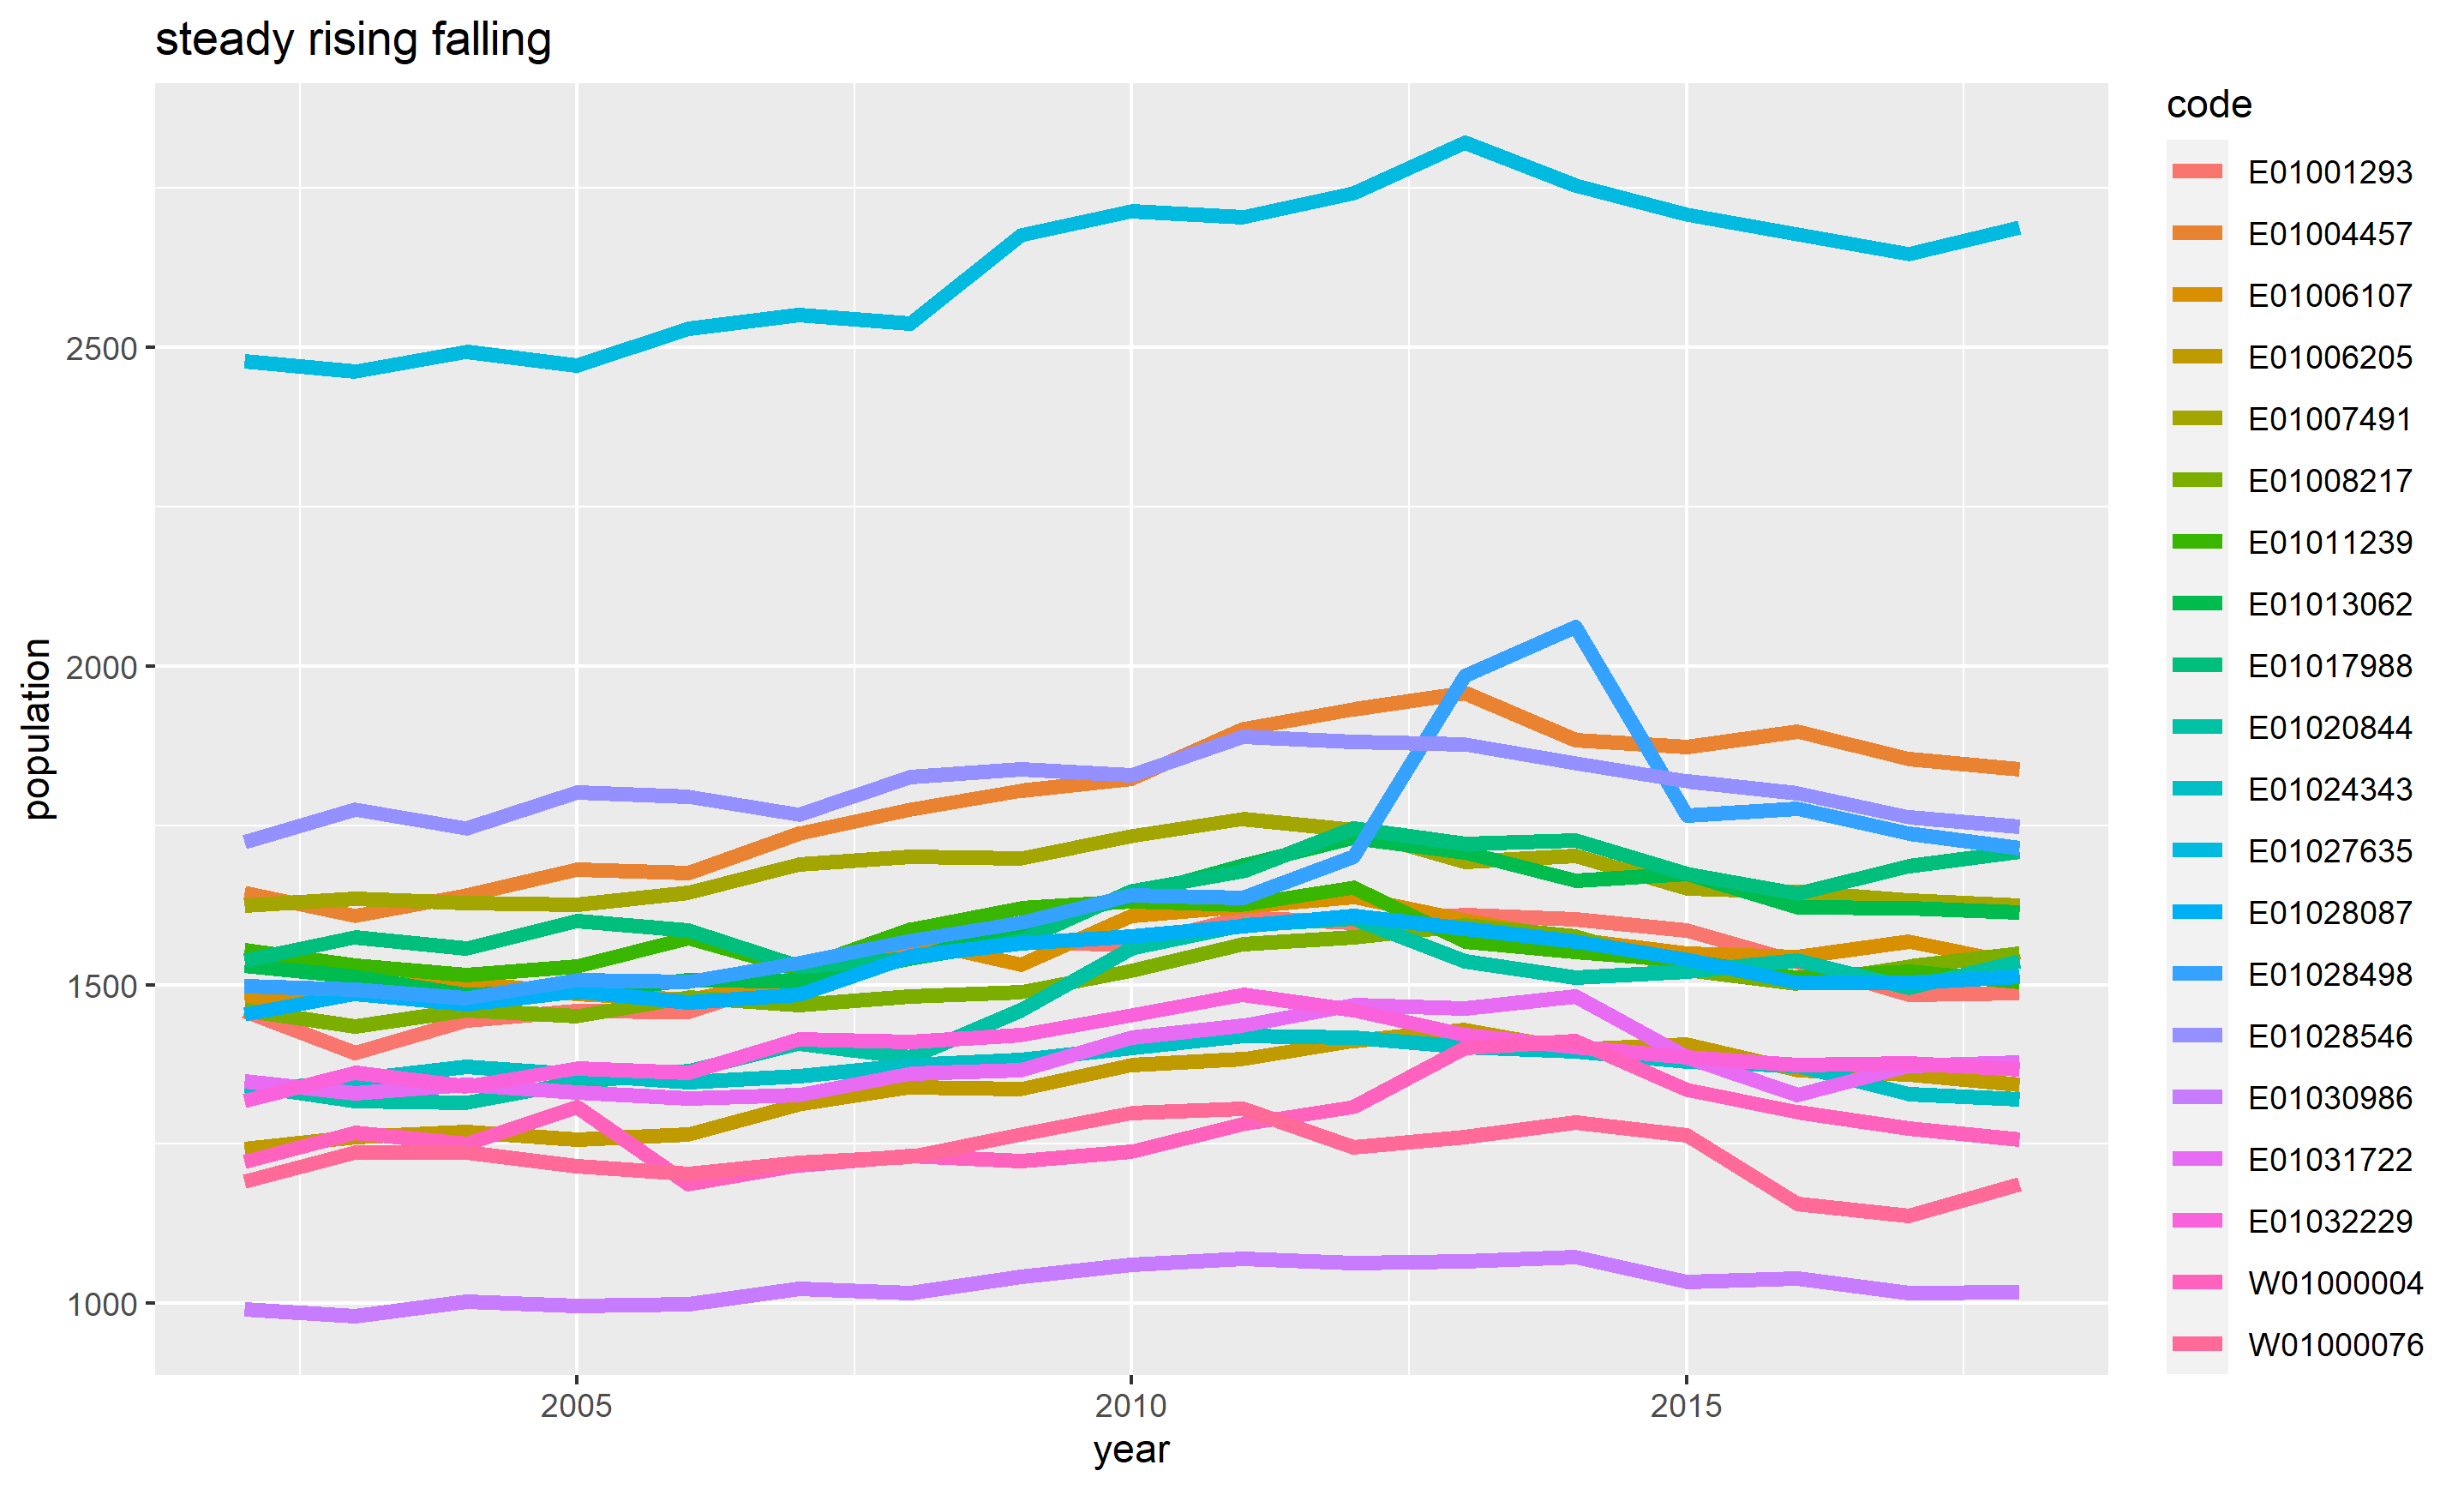 steady rising falling
population
2500
2000
1500
1000
2005
2010
2015
year
code
E01001293
E01004457
E01006107
E01006205
E01007491
E01008217
E01011239
E01013062
E01017988
E01020844
E01024343
E01027635
E01028087
E01028498
E01028546
E01030986
E01031722
E01032229
W01000004
W01000076